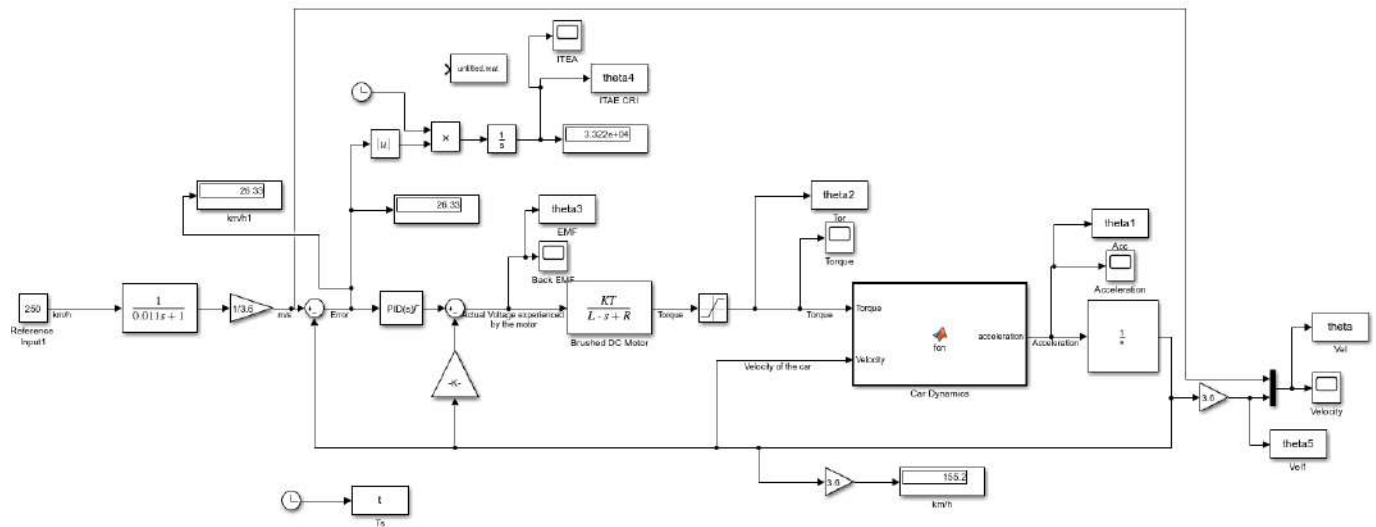 ITEA
untitled.mat
theta4
ITAE CRI
|u|
×
1
s
3.322e+04
26.33
km/h1
26.33
theta3
EMF
Back EMF
theta2
Tor
Torque
theta1
Acc
Acceleration
250
km/h
Reference
Input1
1
0.011s + 1
1/3.6
m/s
Error
PID(s)
Actual Voltage experienced
by the motor
KT
L · s + R
Brushed DC Motor
Torque
Torque
Torque
Velocity
fcn
acceleration
Car Dynamics
Acceleration
1
s
Velocity of the car
-K-
theta
Vel
Velocity
3.6
theta5
Vel1
3.6
155.2
km/h
t
Ts